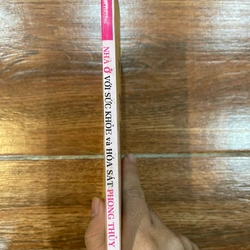 NHÀ Ở VỚI SỨC KHỎE và HÓA SÁT PHONG THỦY